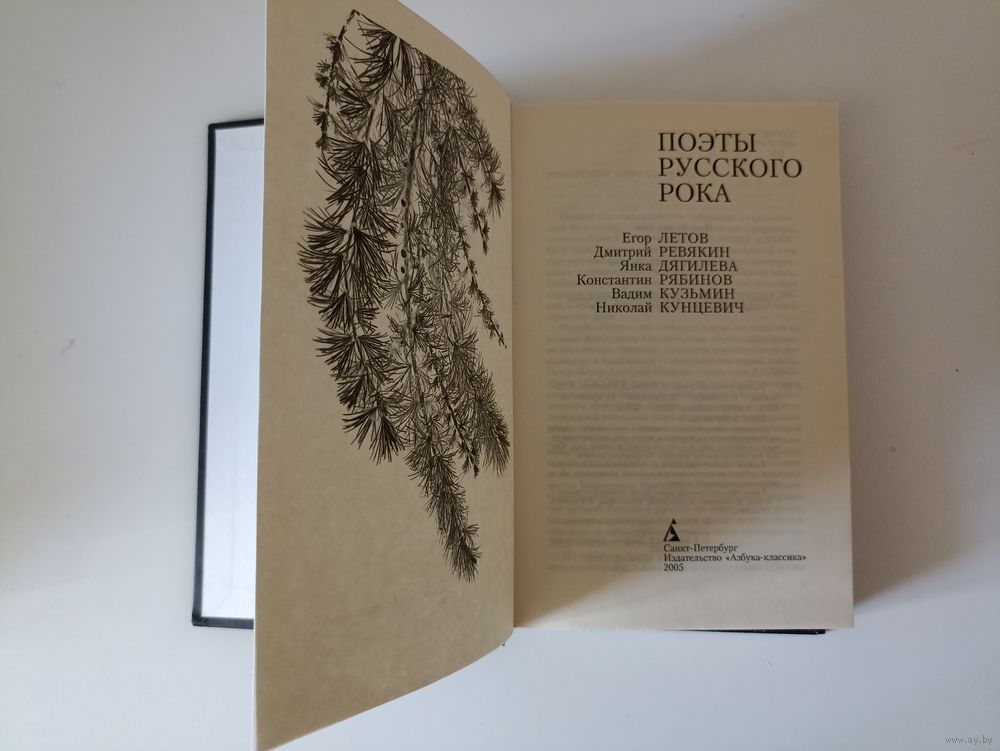 ПОЭТЫ
РУССКОГО
РОКА
Егор ЛЕТОВ
Дмитрий РЕВЯКИН
Янка ДЯГИЛЕВА
Константин РЯБИНОВ
Вадим КУЗЬМИН
Николай КУНЦЕВИЧ
Санкт-Петербург
Издательство «Азбука-классика»
2005
www.ay.by